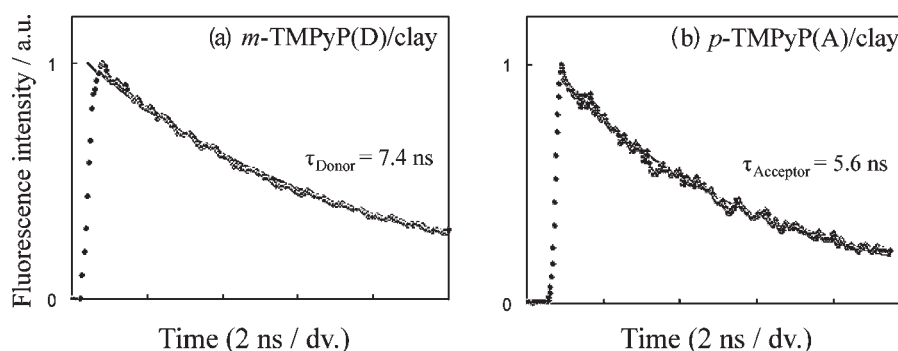 (a) m-TMPyP(D)/clay
Fluorescence intensity / a.u.
1
τDonor = 7.4 ns
0
Time (2 ns / dv.)
(b) p-TMPyP(A)/clay
1
τAcceptor = 5.6 ns
0
Time (2 ns / dv.)